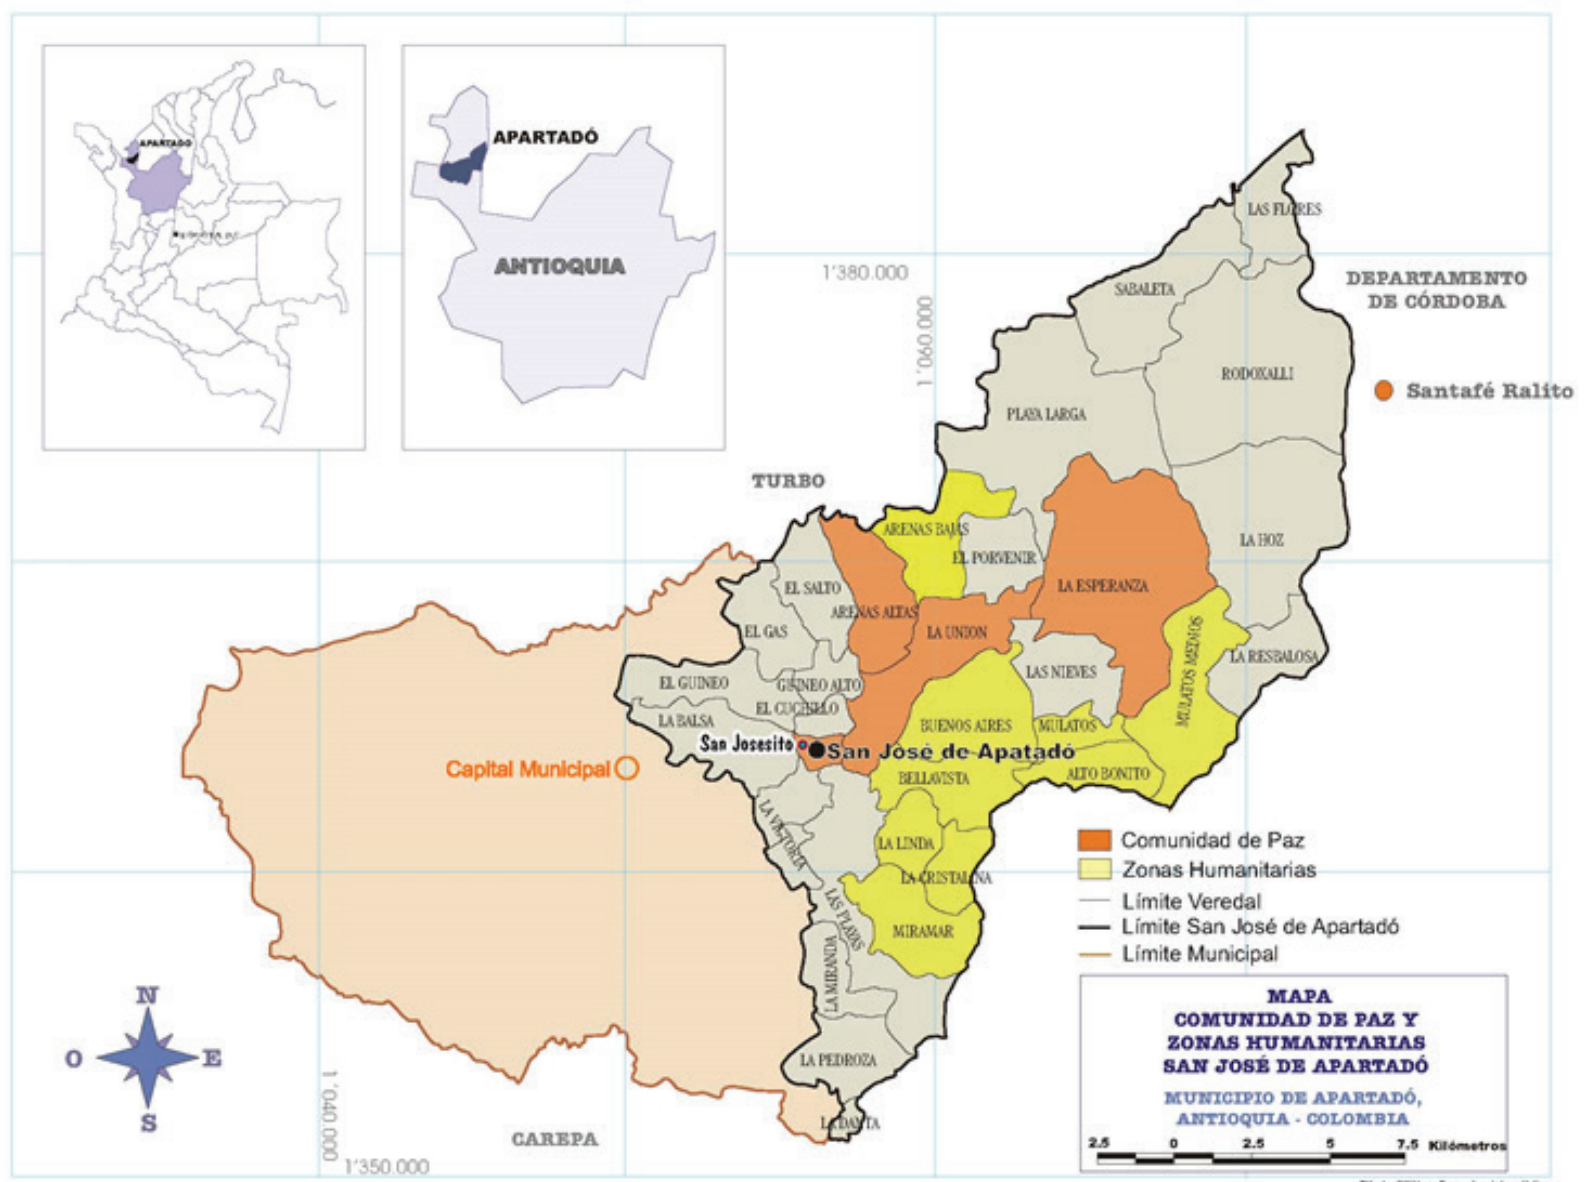 APARTADO
APARTADÓ
ANTIOQUIA
1'380.000
1'060.000
DEPARTAMENTO
DE CÓRDOBA
Santafé Ralito
LAS FLORES
SABALETA
RODOXALLI
PLAYA LARGA
TURBO
ARENAS BAJAS
EL PORVENIR
LA HOZ
EL SALTO
LA ESPERANZA
ARENAS ALTAS
EL GAS
LA UNION
MULATOS MEDIOS
LA RESBALOSA
EL GUINEO
GUINEO ALTO
LAS NIEVES
EL CUCHILLO
LA BALSA
BUENOS AIRES
MULATOS
San Josesito
San José de Apatadó
Capital Municipal
BELLAVISTA
ALTO BONITO
LA VICTORIA
LA LINDA
LA CRISTALINA
LAS PLAYAS
MIRAMAR
LA MIRANDA
LA PEDROZA
LA DANTA
Comunidad de Paz
Zonas Humanitarias
Límite Veredal
Límite San José de Apartadó
Límite Municipal
N
O
E
S
1'040.000
1'350.000
CAREPA
MAPA
COMUNIDAD DE PAZ Y
ZONAS HUMANITARIAS
SAN JOSÉ DE APARTADÓ
MUNICIPIO DE APARTADÓ,
ANTIOQUIA - COLOMBIA
2.5 0 2.5 5 7.5 Kilómetros